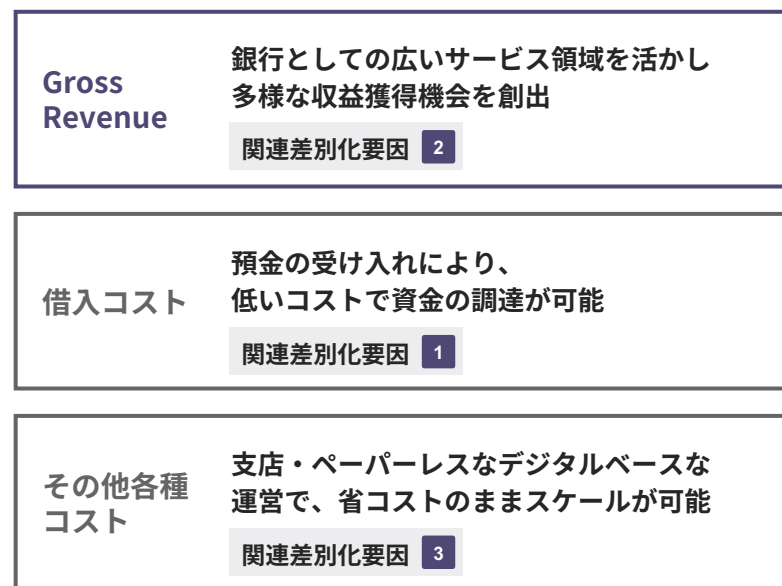 Gross
Revenue
銀行としての広いサービス領域を活かし
多様な収益獲得機会を創出
関連差別化要因 2
借入コスト
預金の受け入れにより、
低いコストで資金の調達が可能
関連差別化要因 1
その他各種
コスト
支店・ペーパーレスなデジタルベースな
運営で、省コストのままスケールが可能
関連差別化要因 3